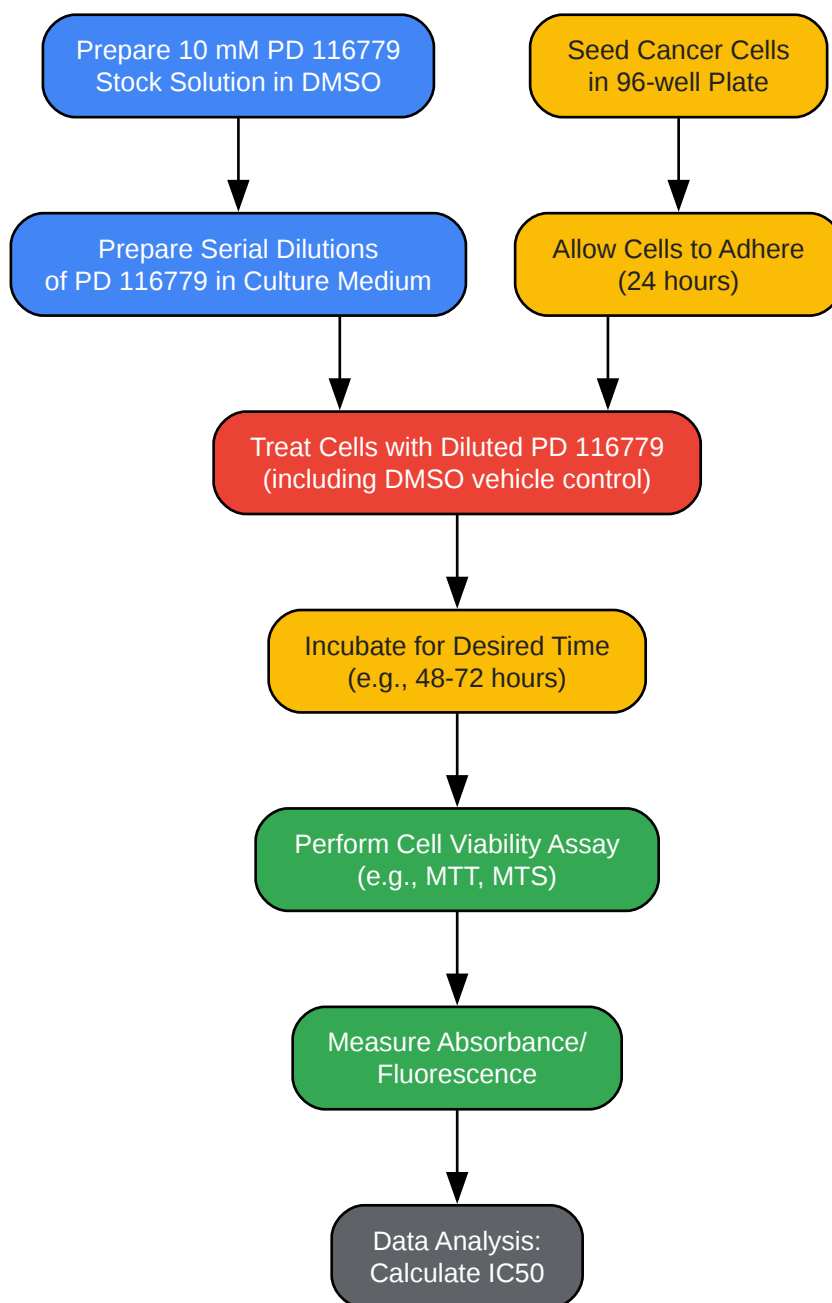 Prepare 10 mM PD 116779
Stock Solution in DMSO
Seed Cancer Cells
in 96-well Plate
Prepare Serial Dilutions
of PD 116779 in Culture Medium
Allow Cells to Adhere
(24 hours)
Treat Cells with Diluted PD 116779
(including DMSO vehicle control)
Incubate for Desired Time
(e.g., 48-72 hours)
Perform Cell Viability Assay
(e.g., MTT, MTS)
Measure Absorbance/
Fluorescence
Data Analysis:
Calculate IC50